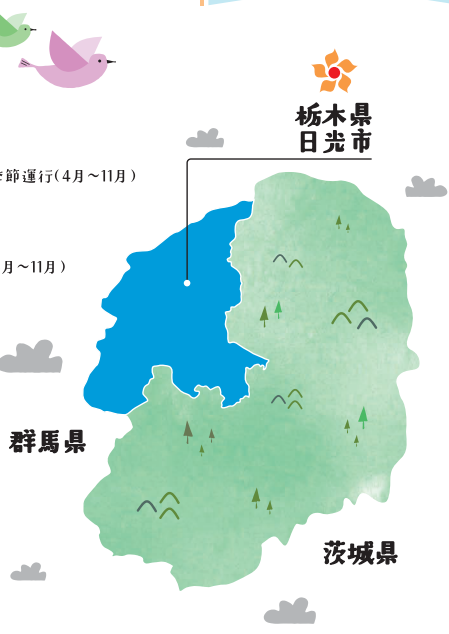 栃木県
日光市
節運行(4月～11月)
月～11月)
群馬県
茨城県